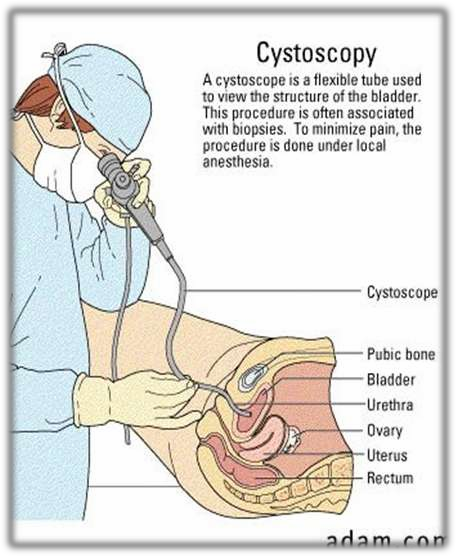 Cystoscopy
A cystoscope is a flexible tube used
to view the structure of the bladder.
This procedure is often associated
with biopsies. To minimize pain, the
procedure is done under local
anesthesia.
Cystoscope
Pubic bone
Bladder
Urethra
Ovary
Uterus
Rectum
adam.com